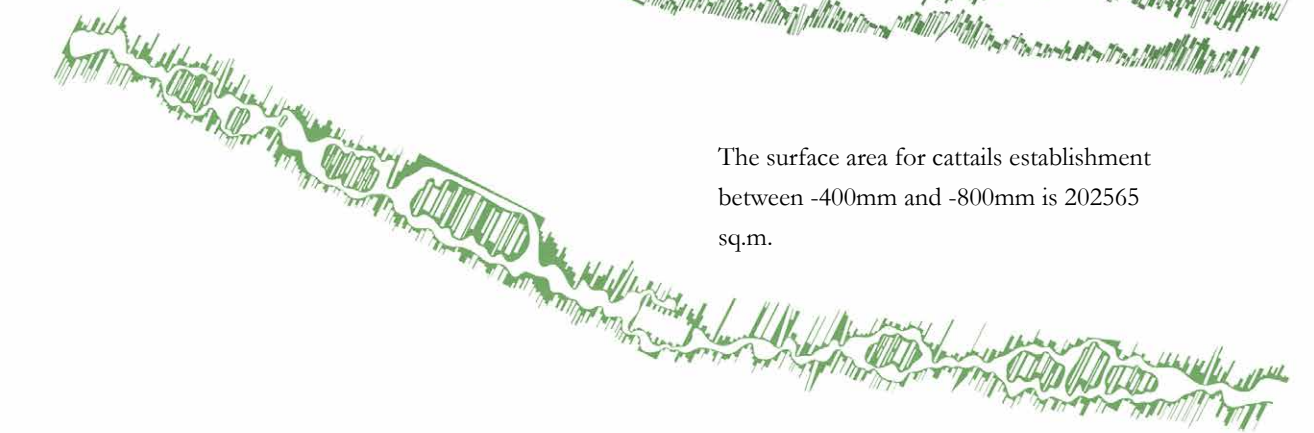 The surface area for cattails establishment
between -400mm and -800mm is 202565
sq.m.